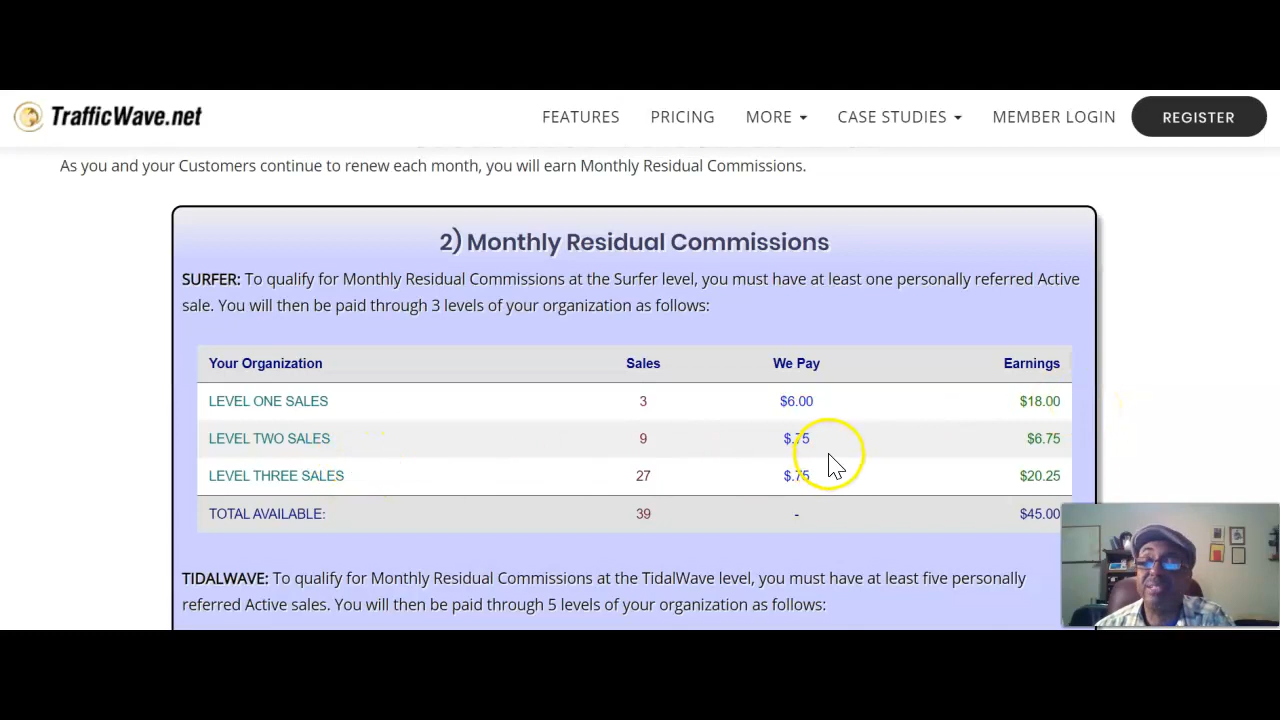 TrafficWave.net
FEATURES PRICING MORE CASE STUDIES MEMBER LOGIN REGISTER
As you and your Customers continue to renew each month, you will earn Monthly Residual Commissions.
2) Monthly Residual Commissions
SURFER: To qualify for Monthly Residual Commissions at the Surfer level, you must have at least one personally referred Active
sale. You will then be paid through 3 levels of your organization as follows:
Your Organization Sales We Pay Earnings
LEVEL ONE SALES 3 $6.00 $18.00
LEVEL TWO SALES 9 $.75 $6.75
LEVEL THREE SALES 27 $.75 $20.25
TOTAL AVAILABLE: 39 - $45.00
TIDALWAVE: To qualify for Monthly Residual Commissions at the TidalWave level, you must have at least five personally
referred Active sales. You will then be paid through 5 levels of your organization as follows: